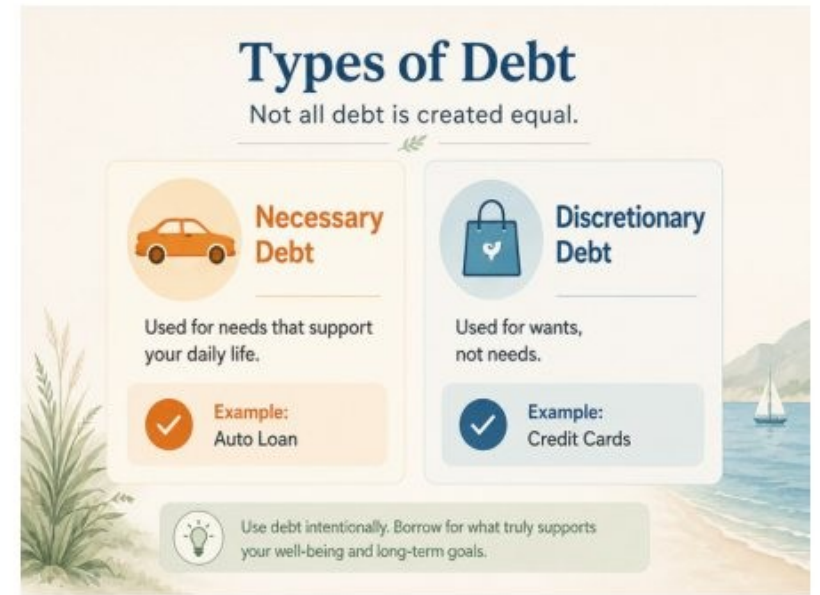 Types of Debt
Not all debt is created equal.
Necessary
Debt
Used for needs that support
your daily life.
Example:
Auto Loan
Discretionary
Debt
Used for wants,
not needs.
Example:
Credit Cards
Use debt intentionally. Borrow for what truly supports
your well-being and long-term goals.